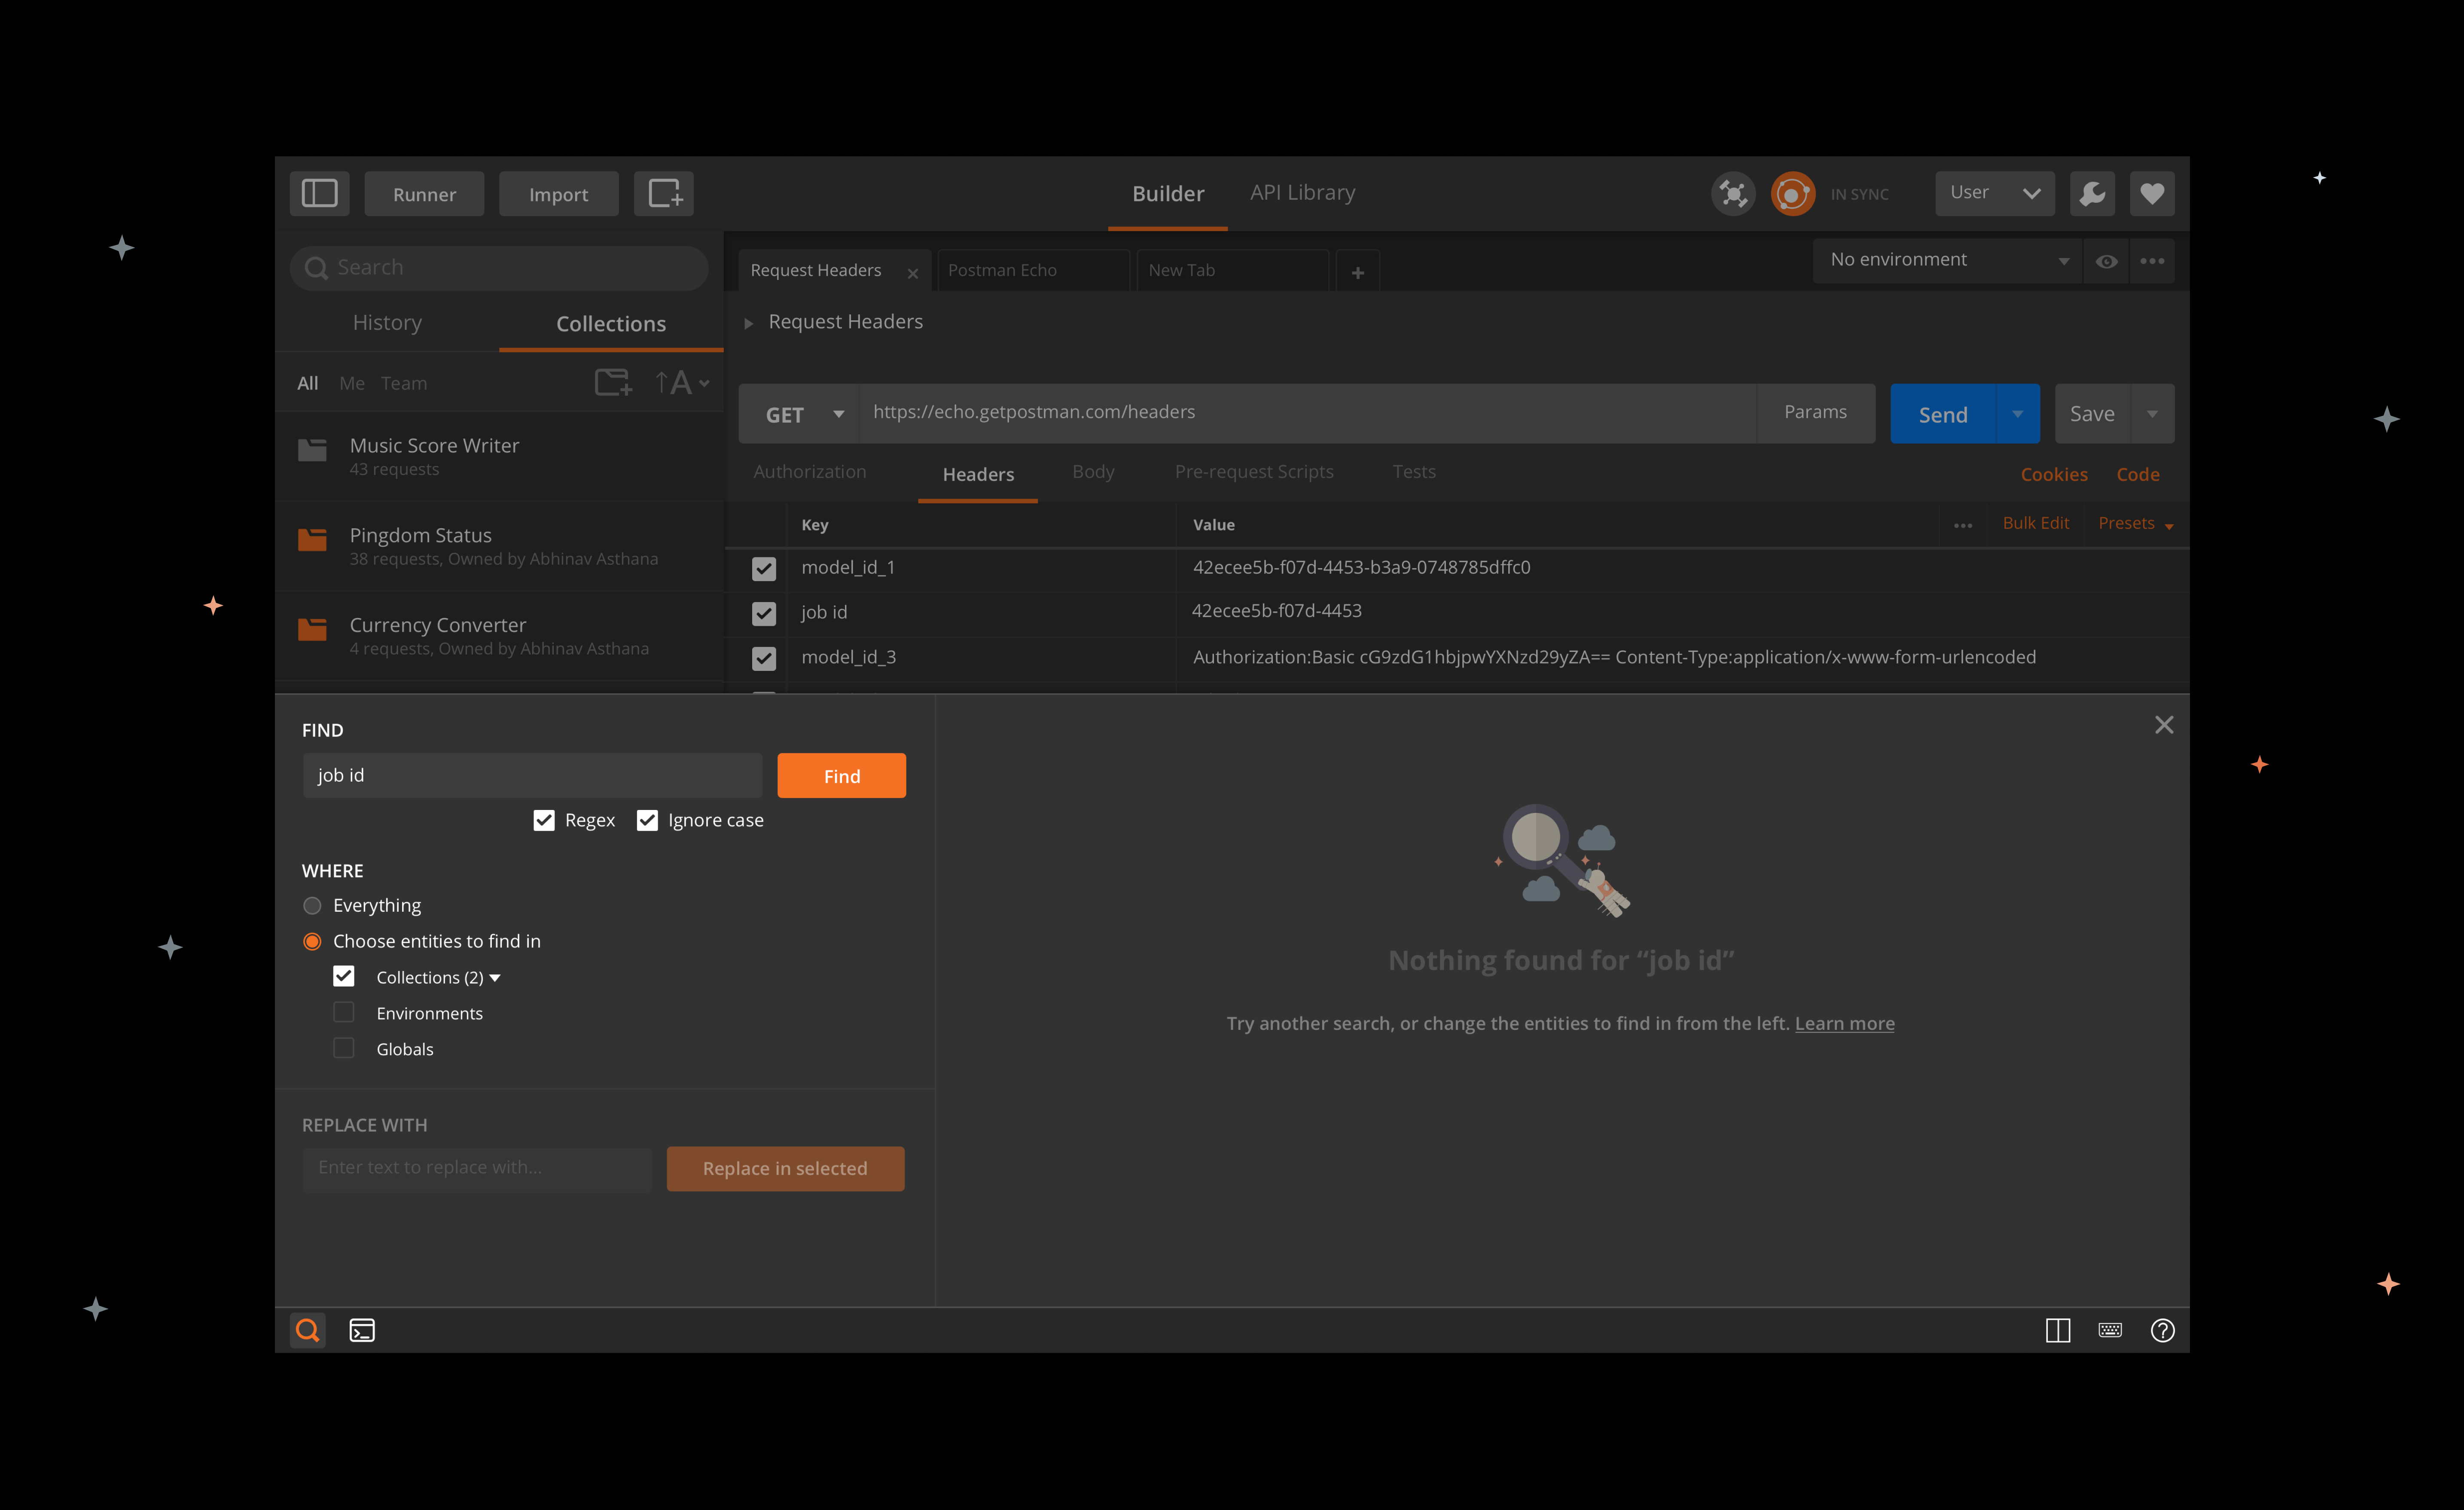 Runner
Import
Builder
API Library
IN SYNC
User
Search
Request Headers
Postman Echo
New Tab
No environment
History
Collections
Request Headers
All
Me
Team
A
GET
https://echo.getpostman.com/headers
Params
Send
Save
Music Score Writer
43 requests
Authorization
Headers
Body
Pre-request Scripts
Tests
Cookies
Code
Key
Value
Bulk Edit
Presets
Pingdom Status
38 requests, Owned by Abhinav Asthana
model_id_1
42ecee5b-f07d-4453-b3a9-0748785dffc0
job id
42ecee5b-f07d-4453
Currency Converter
4 requests, Owned by Abhinav Asthana
model_id_3
Authorization:Basic cG9zdG1hbjpwYXNzd29yZA== Content-Type:application/x-www-form-urlencoded
FIND
job id
Find
Regex
Ignore case
WHERE
Everything
Choose entities to find in
Collections (2)
Environments
Globals
REPLACE WITH
Enter text to replace with...
Replace in selected
Nothing found for “job id”
Try another search, or change the entities to find in from the left. Learn more